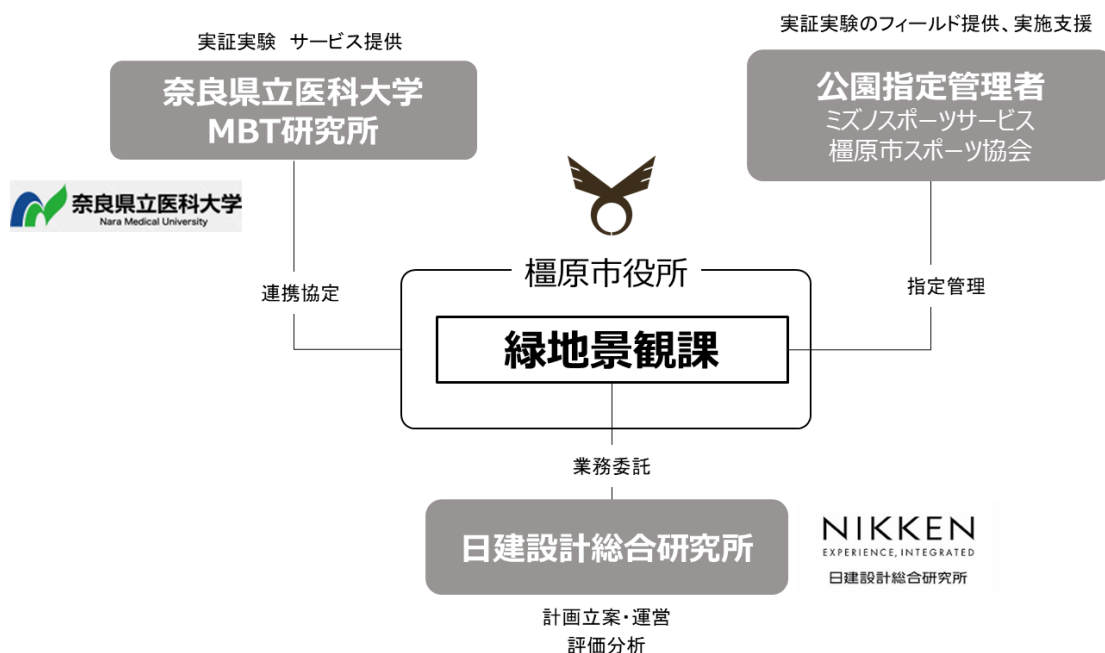 実証実験 サービス提供
奈良県立医科大学
MBT研究所
奈良県立医科大学
Nara Medical University
連携協定
実証実験のフィールド提供、実施支援
公園指定管理者
ミズノスポーツサービス
橿原市スポーツ協会
指定管理
橿原市役所
緑地景観課
業務委託
日建設計総合研究所
NIKKEN
EXPERIENCE, INTEGRATED
日建設計総合研究所
計画立案・運営
評価分析